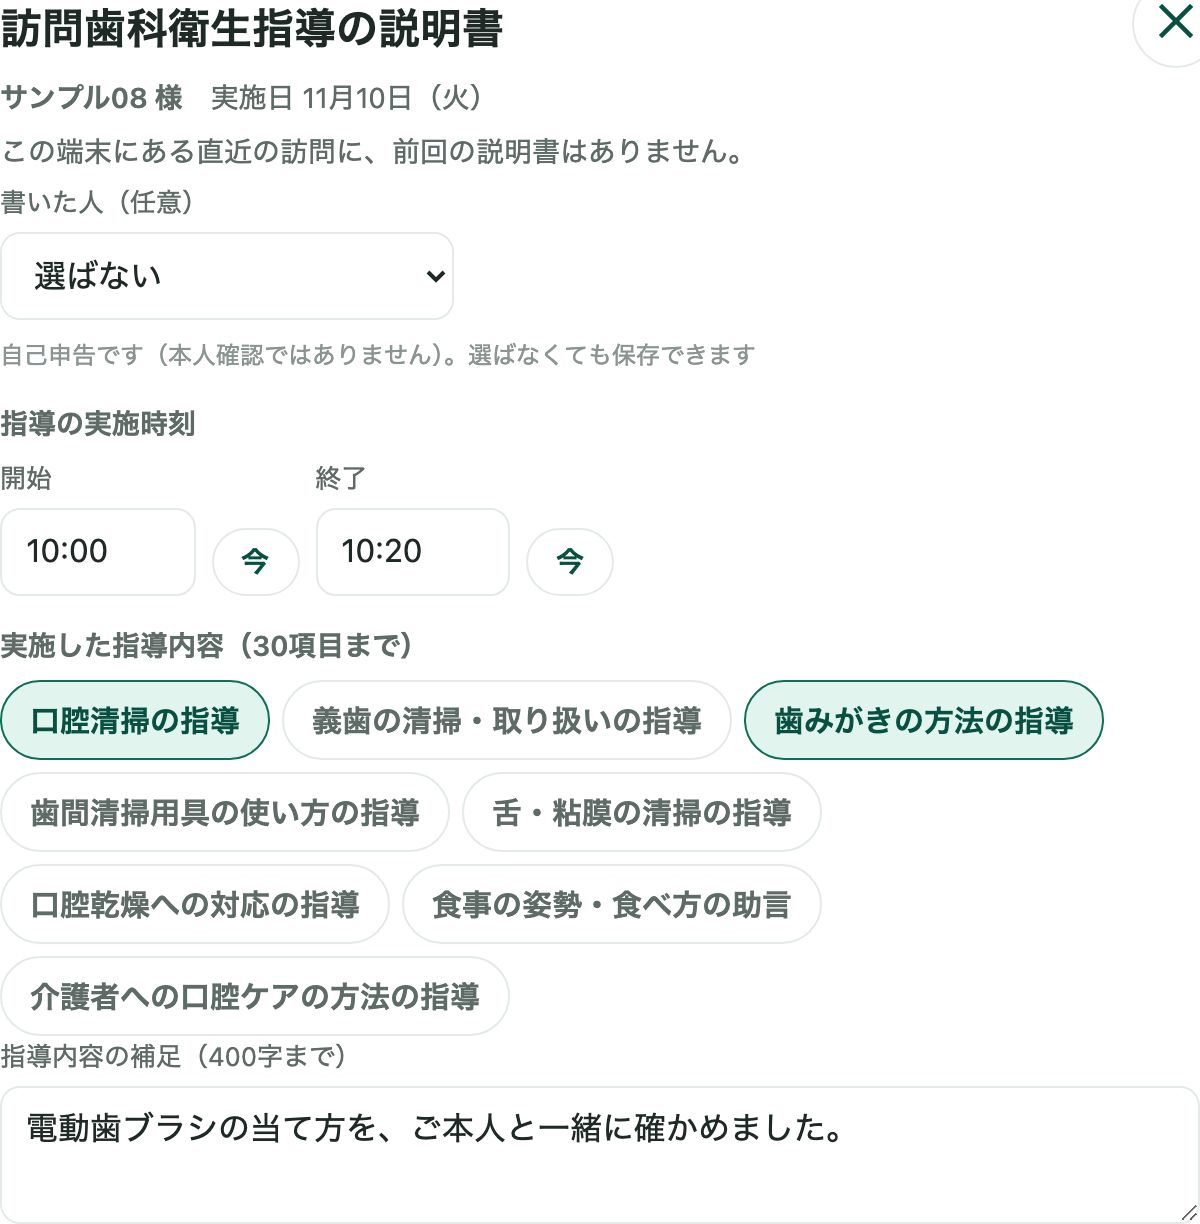 訪問歯科衛生指導の説明書
サンプル08 様 実施日 11月10日（火）
この端末にある直近の訪問に、前回の説明書はありません。
書いた人（任意）
選ばない
自己申告です（本人確認ではありません）。選ばなくても保存できます
指導の実施時刻
開始 終了
10:00 今 10:20 今
実施した指導内容（30項目まで）
口腔清掃の指導 義歯の清掃・取り扱いの指導 歯みがきの方法の指導
歯間清掃用具の使い方の指導 舌・粘膜の清掃の指導
口腔乾燥への対応の指導 食事の姿勢・食べ方の助言
介護者への口腔ケアの方法の指導
指導内容の補足（400字まで）
電動歯ブラシの当て方を、ご本人と一緒に確かめました。